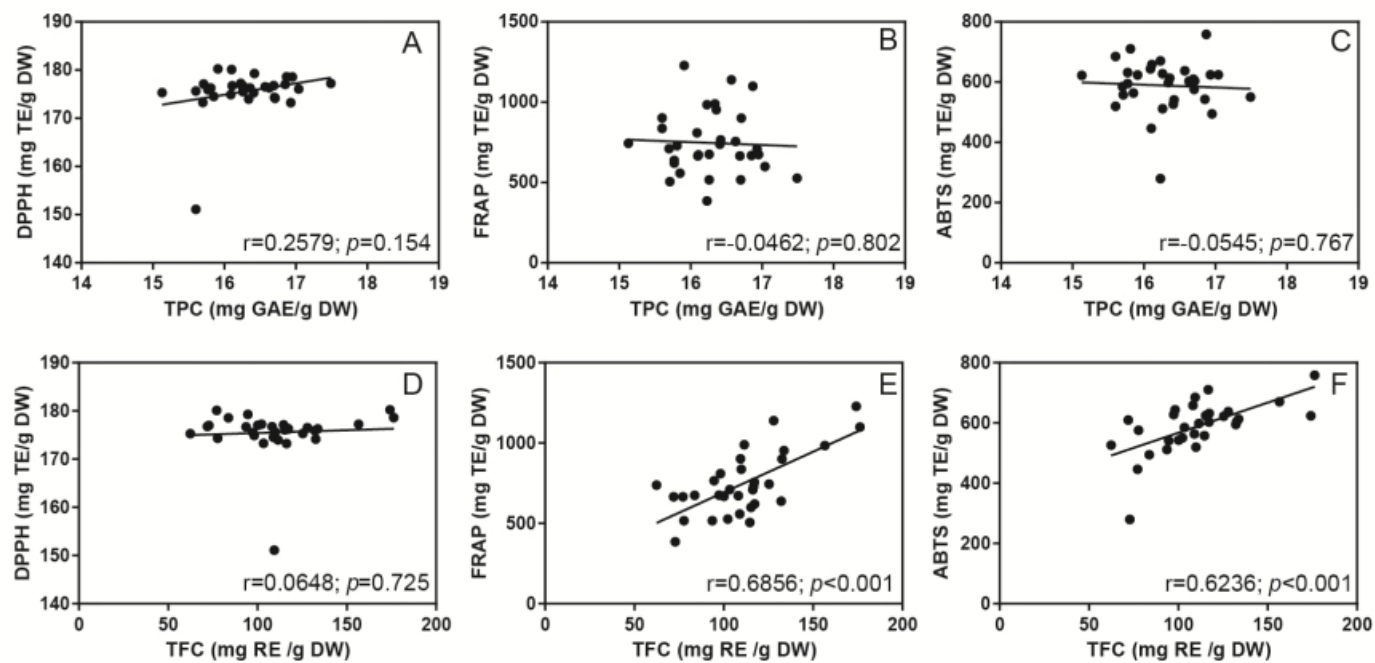 A
DPPH (mg TE/g DW)
190
180
170
160
150
140
r=0.2579; p=0.154
14 15 16 17 18 19
TPC (mg GAE/g DW)
B
FRAP (mg TE/g DW)
1500
1000
500
0
r=-0.0462; p=0.802
14 15 16 17 18 19
TPC (mg GAE/g DW)
C
ABTS (mg TE/g DW)
800
600
400
200
0
r=-0.0545; p=0.767
14 15 16 17 18 19
TPC (mg GAE/g DW)
D
DPPH (mg TE/g DW)
190
180
170
160
150
140
r=0.0648; p=0.725
0 50 100 150 200
TFC (mg RE /g DW)
E
FRAP (mg TE/g DW)
1500
1000
500
0
r=0.6856; p<0.001
0 50 100 150 200
TFC (mg RE /g DW)
F
ABTS (mg TE/g DW)
800
600
400
200
0
r=0.6236; p<0.001
0 50 100 150 200
TFC (mg RE /g DW)